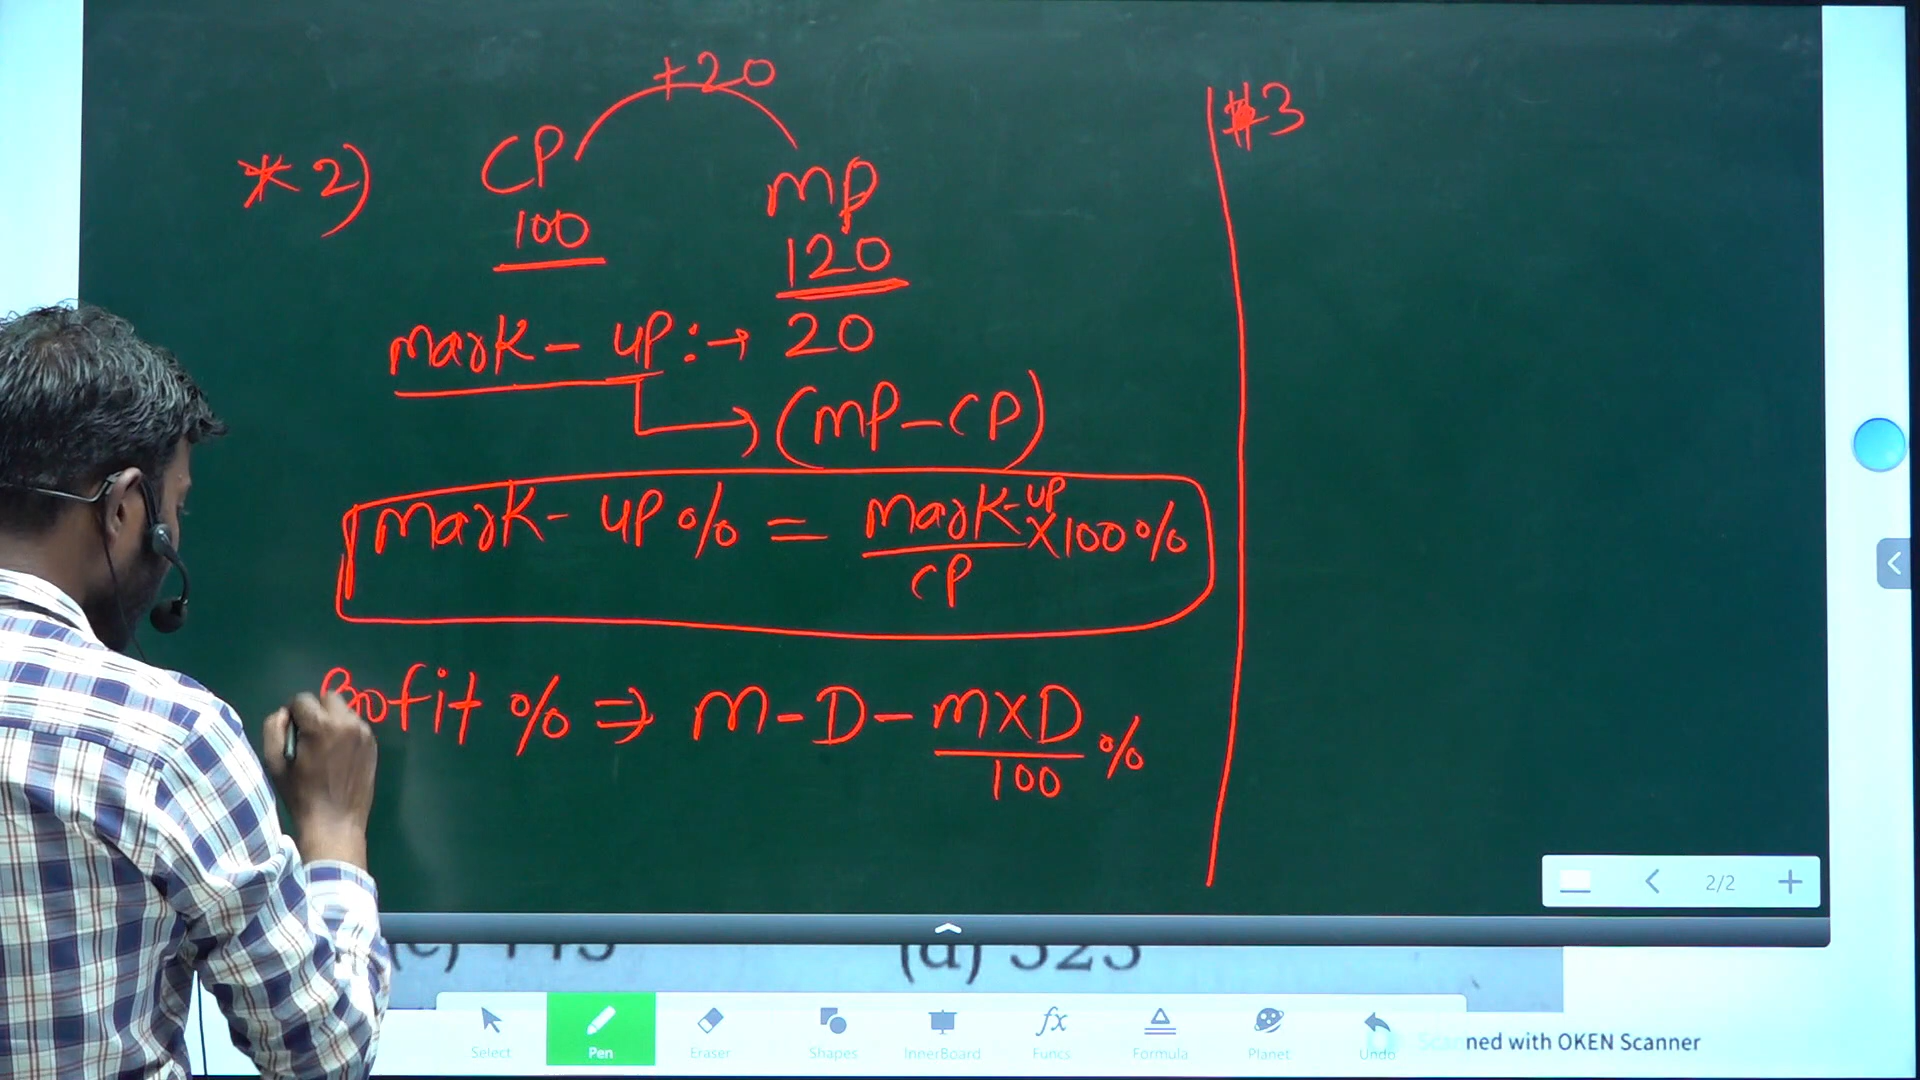 +20
* 2) CP MP
100 120
Mark-up :→ 20
(MP-CP)
Mark-up % = Mark-up/CP × 100%
Profit % ⇒ M-D- M×D/100 %
#3
2/2
(d) 525
Select Pen Eraser Shapes InnerBoard Funcs Formula Planet Undo
ned with OKEN Scanner